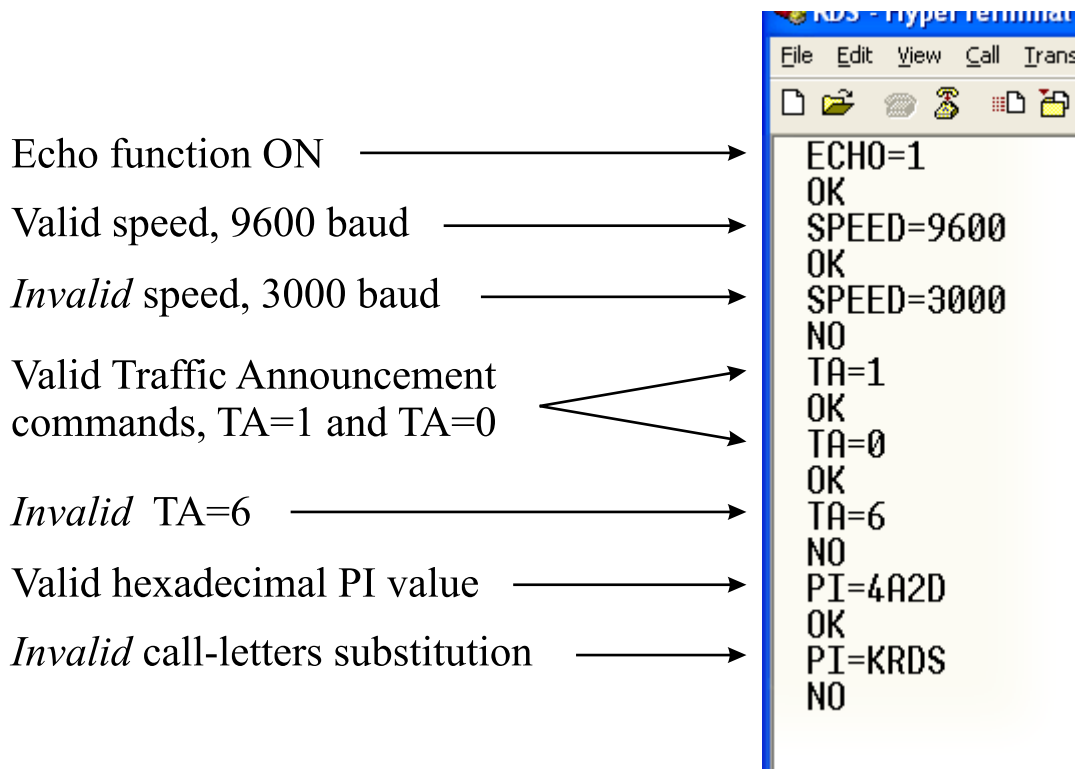 RDS - HyperTerminal
File Edit View Call Trans
Echo function ON
ECHO=1
OK
Valid speed, 9600 baud
SPEED=9600
OK
Invalid speed, 3000 baud
SPEED=3000
NO
Valid Traffic Announcement
commands, TA=1 and TA=0
TA=1
OK
TA=0
OK
Invalid TA=6
TA=6
NO
Valid hexadecimal PI value
PI=4A2D
OK
Invalid call-letters substitution
PI=KRDS
NO